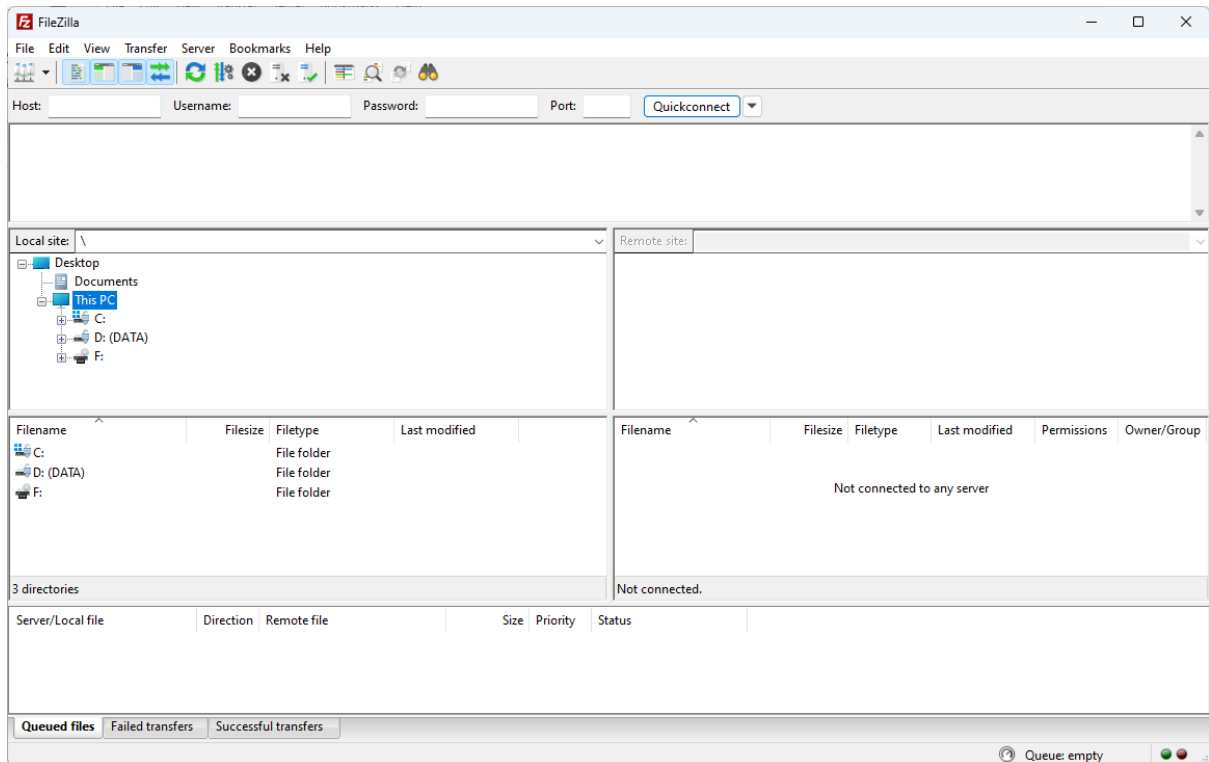 FileZilla
File Edit View Transfer Server Bookmarks Help
Host: Username: Password: Port: Quickconnect
Local site: \
Remote site:
Desktop
Documents
This PC
C:
D: (DATA)
F:
Filename Filesize Filetype Last modified
C: File folder
D: (DATA) File folder
F: File folder
3 directories
Filename Filesize Filetype Last modified Permissions Owner/Group
Not connected to any server
Not connected.
Server/Local file Direction Remote file Size Priority Status
Queued files Failed transfers Successful transfers
Queue: empty